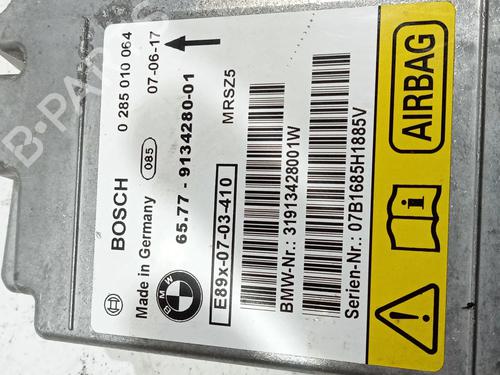 BOSCH
0 285 010 064
Made in Germany
085
07-06-17
65.77 - 9134280-01
MRSZ5
BMW
E89x-07-03-410
BMW-Nr.: 31913428001W
Serien-Nr.: 07B1685H1885V
AIRBAG
B-PARTS